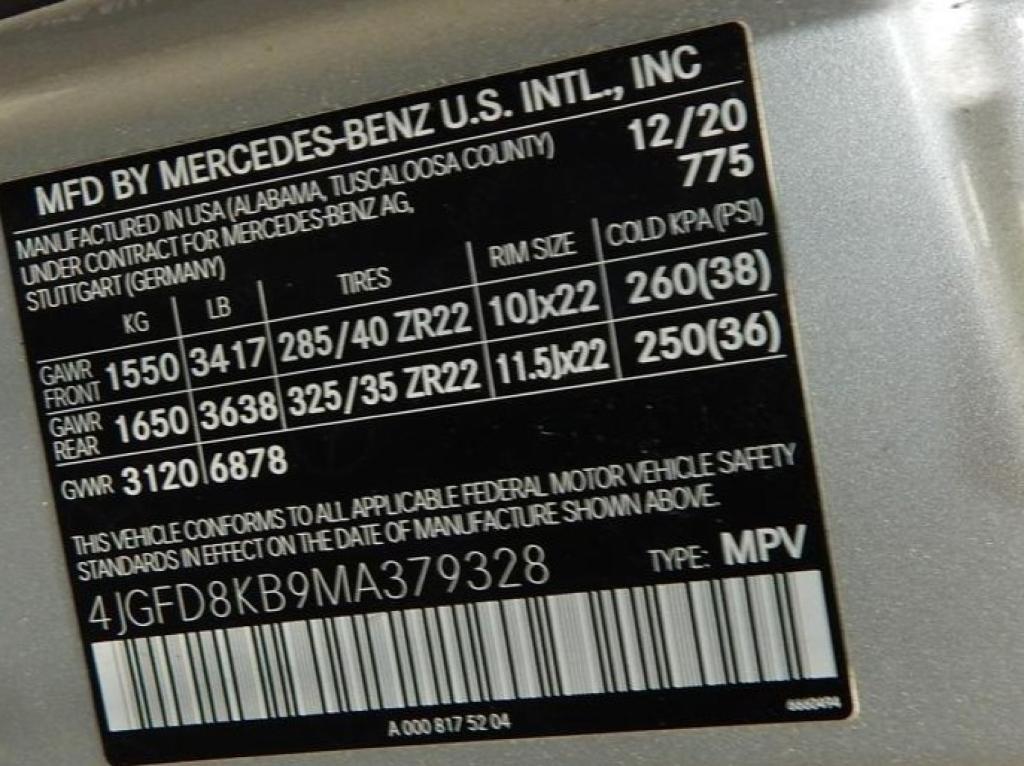 MFD BY MERCEDES-BENZ U.S. INTL., INC
MANUFACTURED IN USA (ALABAMA, TUSCALOOSA COUNTY) 12/20
UNDER CONTRACT FOR MERCEDES-BENZ AG, 775
STUTTGART (GERMANY)
KG LB TIRES RIM SIZE COLD KPA (PSI)
GAWR FRONT 1550 3417 285/40 ZR22 10Jx22 260(38)
GAWR REAR 1650 3638 325/35 ZR22 11.5Jx22 250(36)
GVWR 3120 6878
THIS VEHICLE CONFORMS TO ALL APPLICABLE FEDERAL MOTOR VEHICLE SAFETY
STANDARDS IN EFFECT ON THE DATE OF MANUFACTURE SHOWN ABOVE.
4JGFD8KB9MA379328 TYPE: MPV
A 000 817 52 04